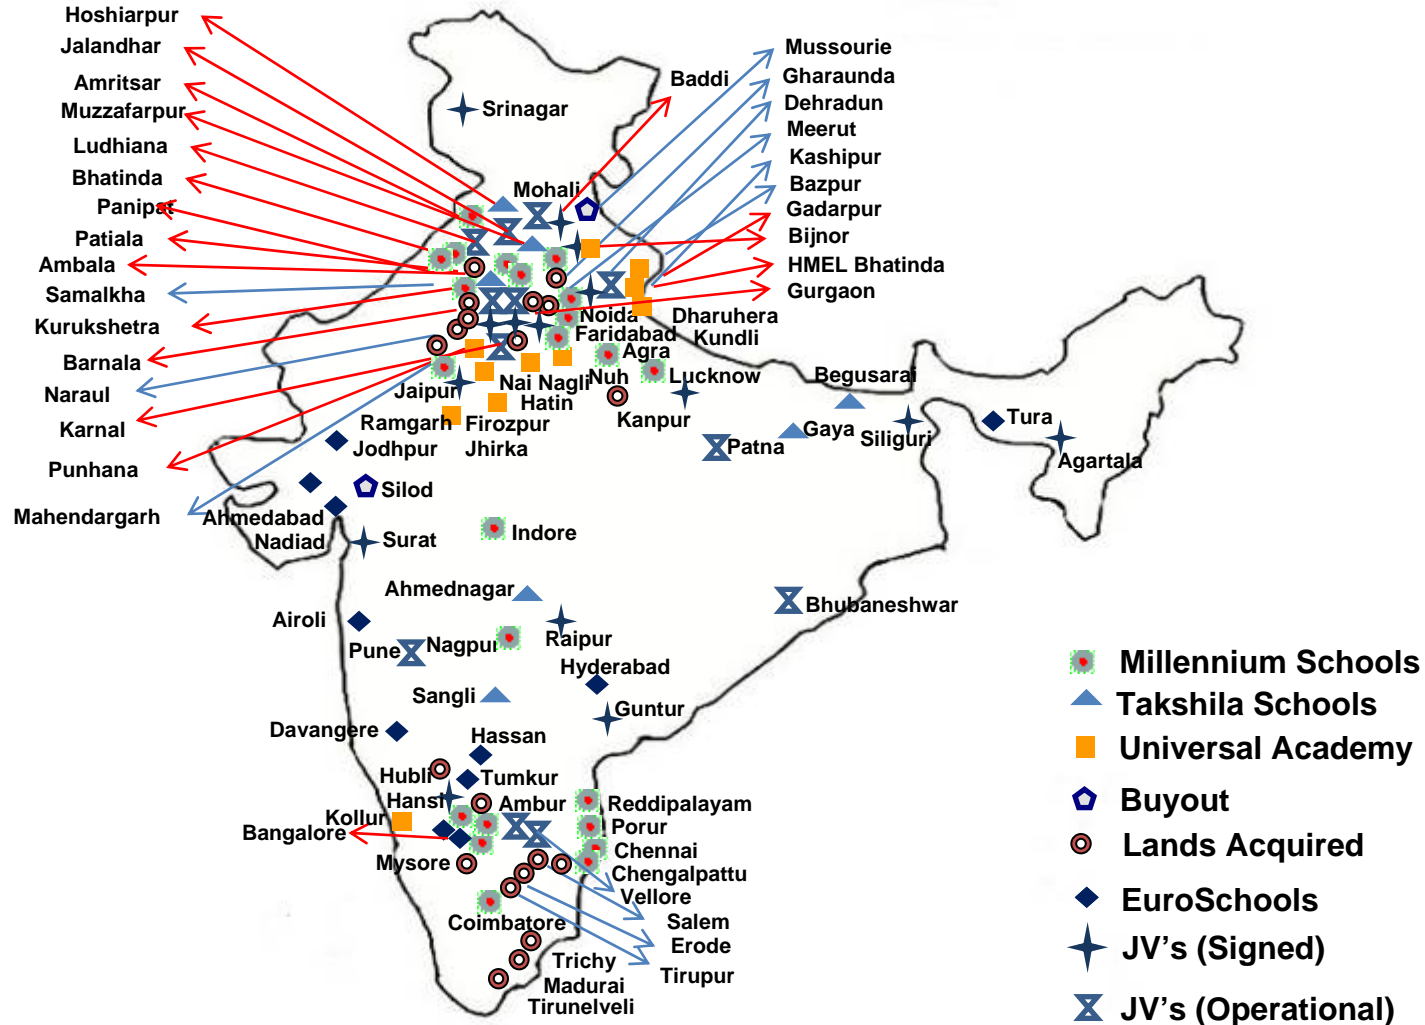 Hoshiarpur
Jalandhar
Amritsar
Muzzafarpur
Ludhiana
Bhatinda
Panipat
Patiala
Ambala
Samalkha
Kurukshetra
Barnala
Naraul
Karnal
Punhana
Mahendargarh
Srinagar
Baddi
Mohali
Mussourie
Gharaunda
Dehradun
Meerut
Kashipur
Bazpur
Gadarpur
Bijnor
HMEL Bhatinda
Gurgaon
Noida
Faridabad
Dharuhera
Kundli
Agra
Nuh
Lucknow
Kanpur
Jaipur
Nai Nagli
Hatin
Ramgarh
Firozpur
Jhirka
Jodhpur
Begusarai
Gaya
Patna
Siliguri
Tura
Agartala
Silod
Ahmedabad
Nadiad
Surat
Indore
Ahmednagar
Airoli
Pune
Nagpur
Raipur
Bhubaneshwar
Hyderabad
Sangli
Guntur
Davangere
Hassan
Hubli
Tumkur
Hansi
Ambur
Kollur
Bangalore
Mysore
Reddipalayam
Porur
Chennai
Chengalpattu
Vellore
Salem
Erode
Tirupur
Coimbatore
Trichy
Madurai
Tirunelveli
Millennium Schools
Takshila Schools
Universal Academy
Buyout
Lands Acquired
EuroSchools
JV's (Signed)
JV's (Operational)